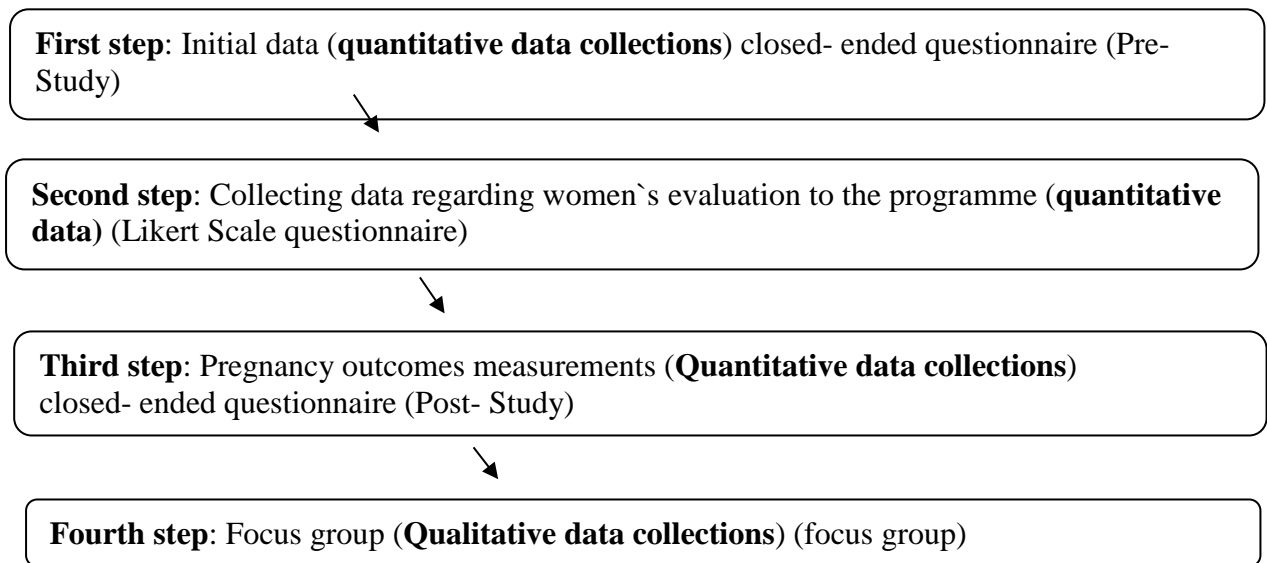 First step: Initial data (quantitative data collections) closed- ended questionnaire (Pre-
Study)
Second step: Collecting data regarding women`s evaluation to the programme (quantitative
data) (Likert Scale questionnaire)
Third step: Pregnancy outcomes measurements (Quantitative data collections)
closed- ended questionnaire (Post- Study)
Fourth step: Focus group (Qualitative data collections) (focus group)